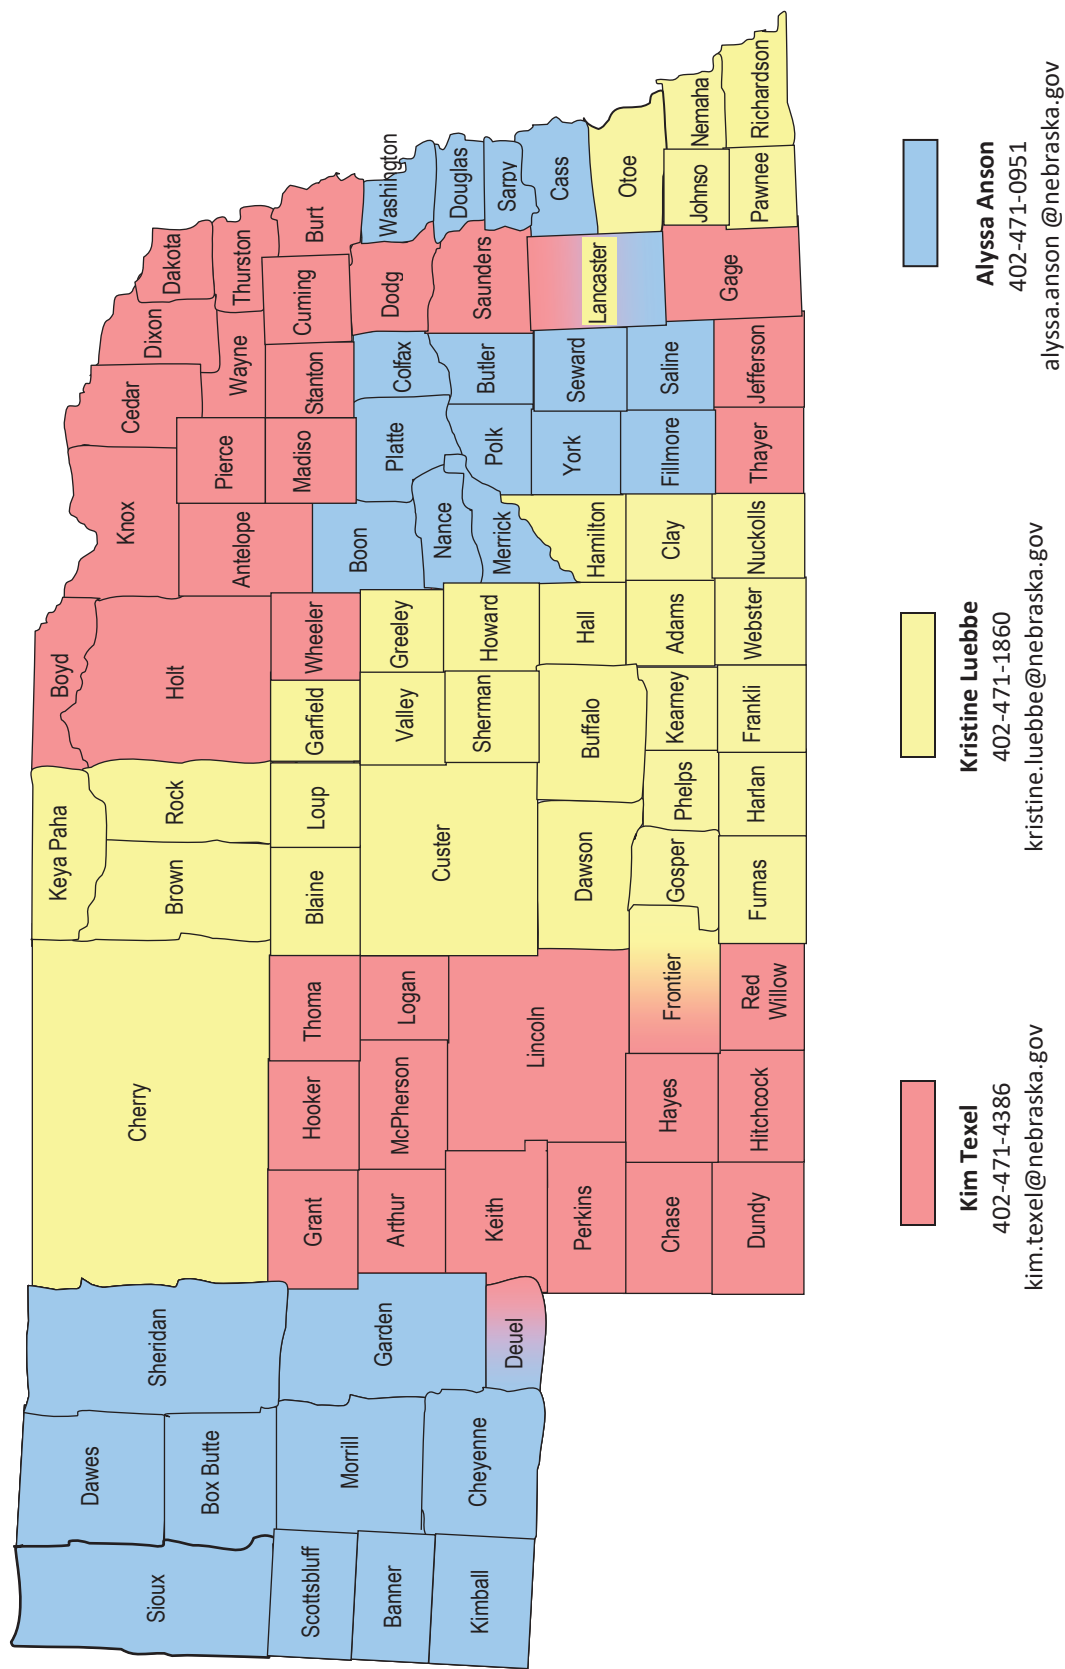 Sioux
Dawes
Box Butte
Sheridan
Scottsbluff
Banner
Kimball
Morrill
Cheyenne
Garden
Deuel
Cherry
Keya Paha
Brown
Rock
Boyd
Holt
Knox
Antelope
Cedar
Pierce
Dixon
Wayne
Dakota
Thurston
Grant
Hooker
Thoma
Blaine
Loup
Garfield
Wheeler
Madiso
Stanton
Cuming
Burt
Arthur
McPherson
Logan
Custer
Valley
Greeley
Boon
Platte
Colfax
Dodg
Washington
Keith
Lincoln
Sherman
Howard
Nance
Merrick
Polk
Butler
Saunders
Douglas
Sarpy
Perkins
Dawson
Buffalo
Hall
Hamilton
York
Seward
Lancaster
Cass
Otoe
Chase
Hayes
Frontier
Gosper
Phelps
Kearney
Adams
Clay
Fillmore
Saline
Gage
Johnso
Nemaha
Dundy
Hitchcock
Red
Willow
Furnas
Harlan
Frankli
Webster
Nuckolls
Thayer
Jefferson
Pawnee
Richardson
Kim Texel
402-471-4386
kim.texel@nebraska.gov
Kristine Luebbe
402-471-1860
kristine.luebbe@nebraska.gov
Alyssa Anson
402-471-0951
alyssa.anson @nebraska.gov